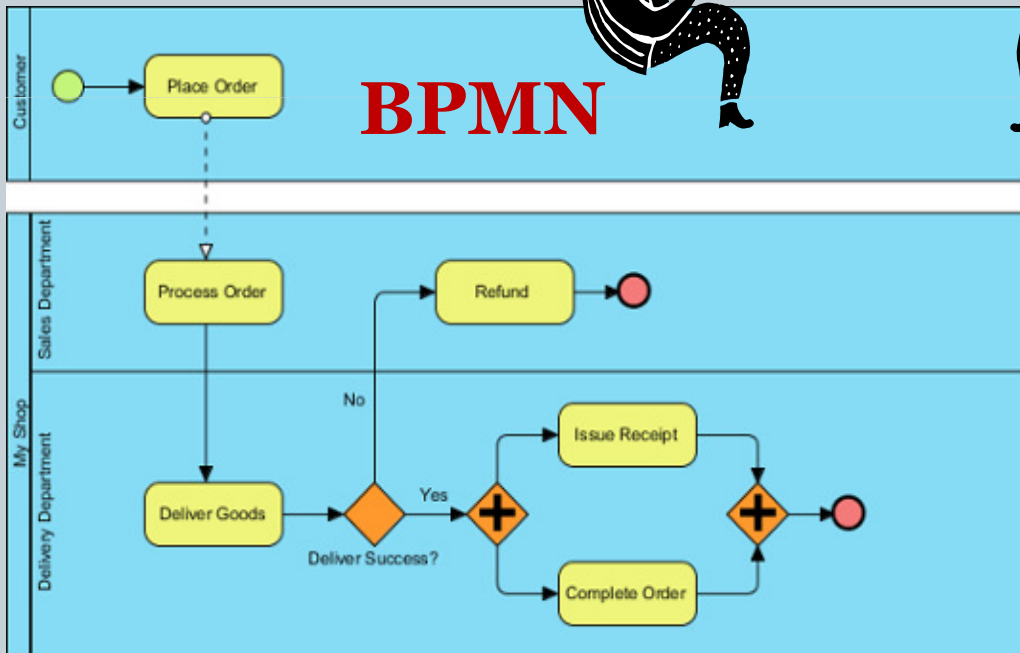 Customer
Place Order
BPMN
My Shop
Sales Department
Process Order
Refund
No
Delivery Department
Issue Receipt
Yes
Deliver Goods
Deliver Success?
Complete Order